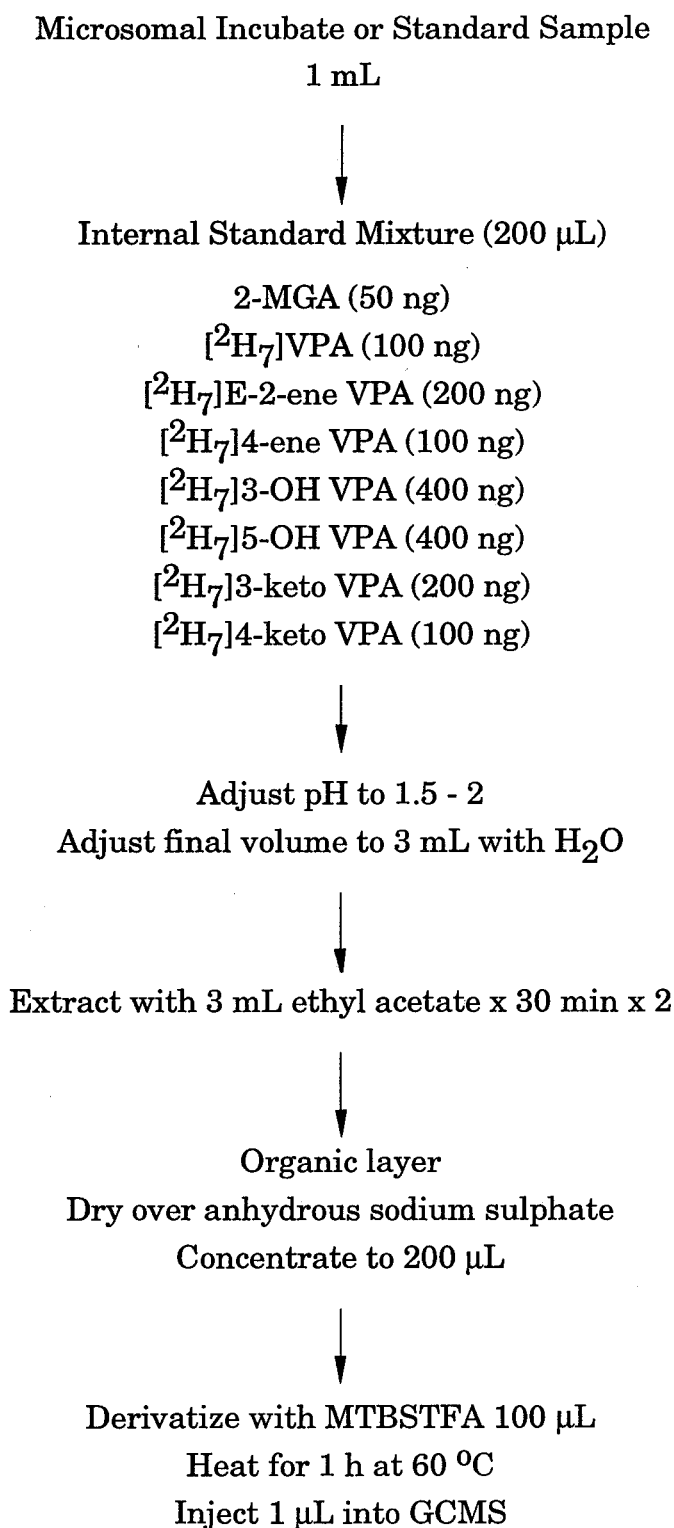 Microsomal Incubate or Standard Sample
1 mL
Internal Standard Mixture (200 µL)
2-MGA (50 ng)
[²H₇]VPA (100 ng)
[²H₇]E-2-ene VPA (200 ng)
[²H₇]4-ene VPA (100 ng)
[²H₇]3-OH VPA (400 ng)
[²H₇]5-OH VPA (400 ng)
[²H₇]3-keto VPA (200 ng)
[²H₇]4-keto VPA (100 ng)
Adjust pH to 1.5 - 2
Adjust final volume to 3 mL with H₂O
Extract with 3 mL ethyl acetate x 30 min x 2
Organic layer
Dry over anhydrous sodium sulphate
Concentrate to 200 µL
Derivatize with MTBSTFA 100 µL
Heat for 1 h at 60 ºC
Inject 1 µL into GCMS